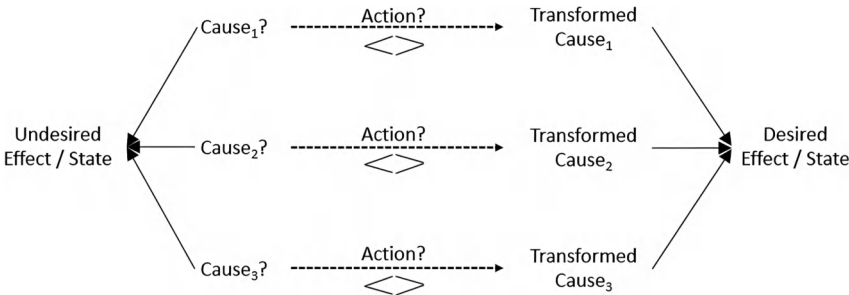 Cause₁?
Action?
<>
Transformed
Cause₁
Undesired
Effect / State
Cause₂?
Action?
<>
Transformed
Cause₂
Desired
Effect / State
Cause₃?
Action?
<>
Transformed
Cause₃